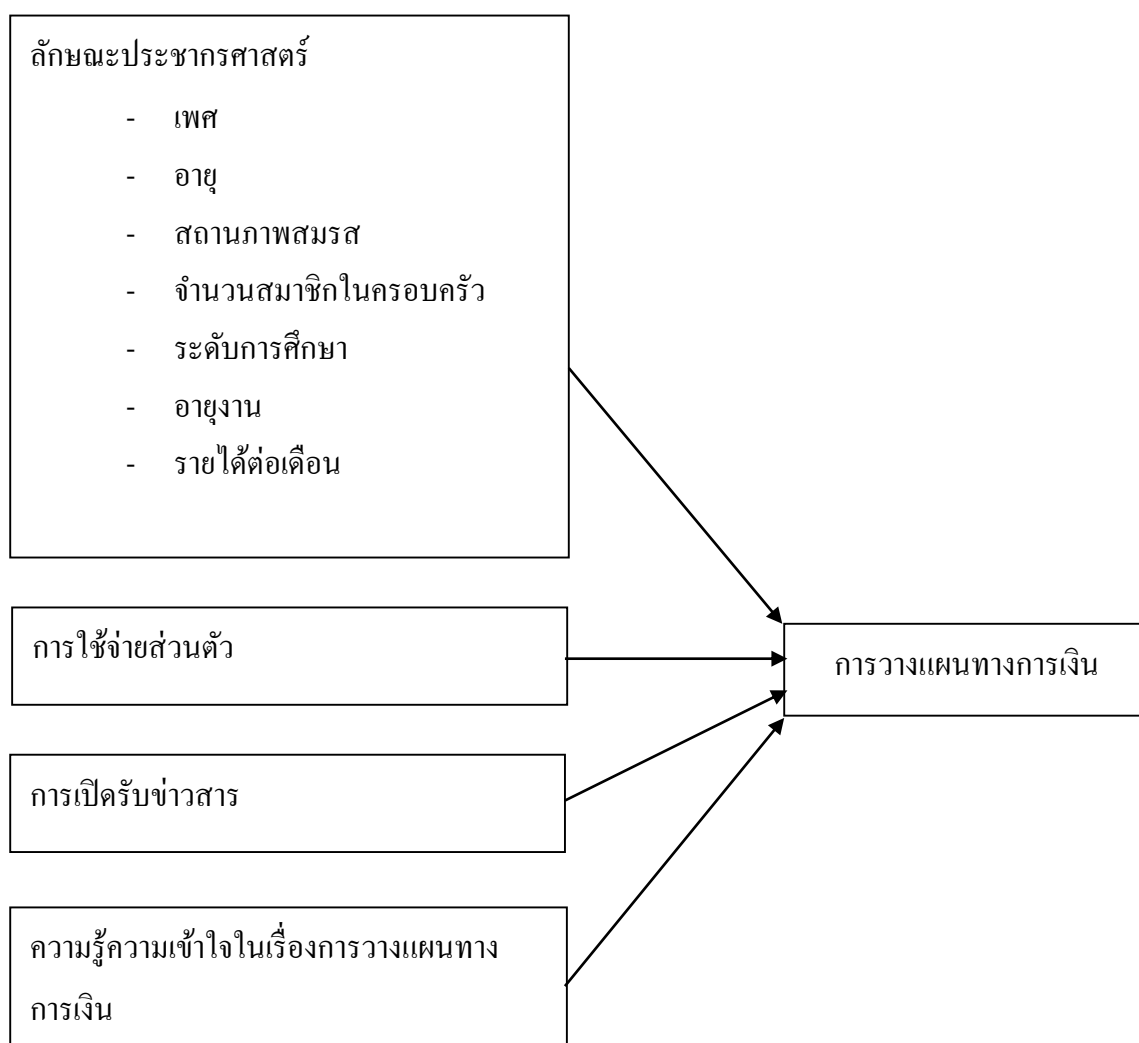 ลักษณะประชากรศาสตร์
- เพศ
- อายุ
- สถานภาพสมรส
- จำนวนสมาชิกในครอบครัว
- ระดับการศึกษา
- อายุงาน
- รายได้ต่อเดือน
การใช้จ่ายส่วนตัว
การวางแผนทางการเงิน
การเปิดรับข่าวสาร
ความรู้ความเข้าใจในเรื่องการวางแผนทาง
การเงิน